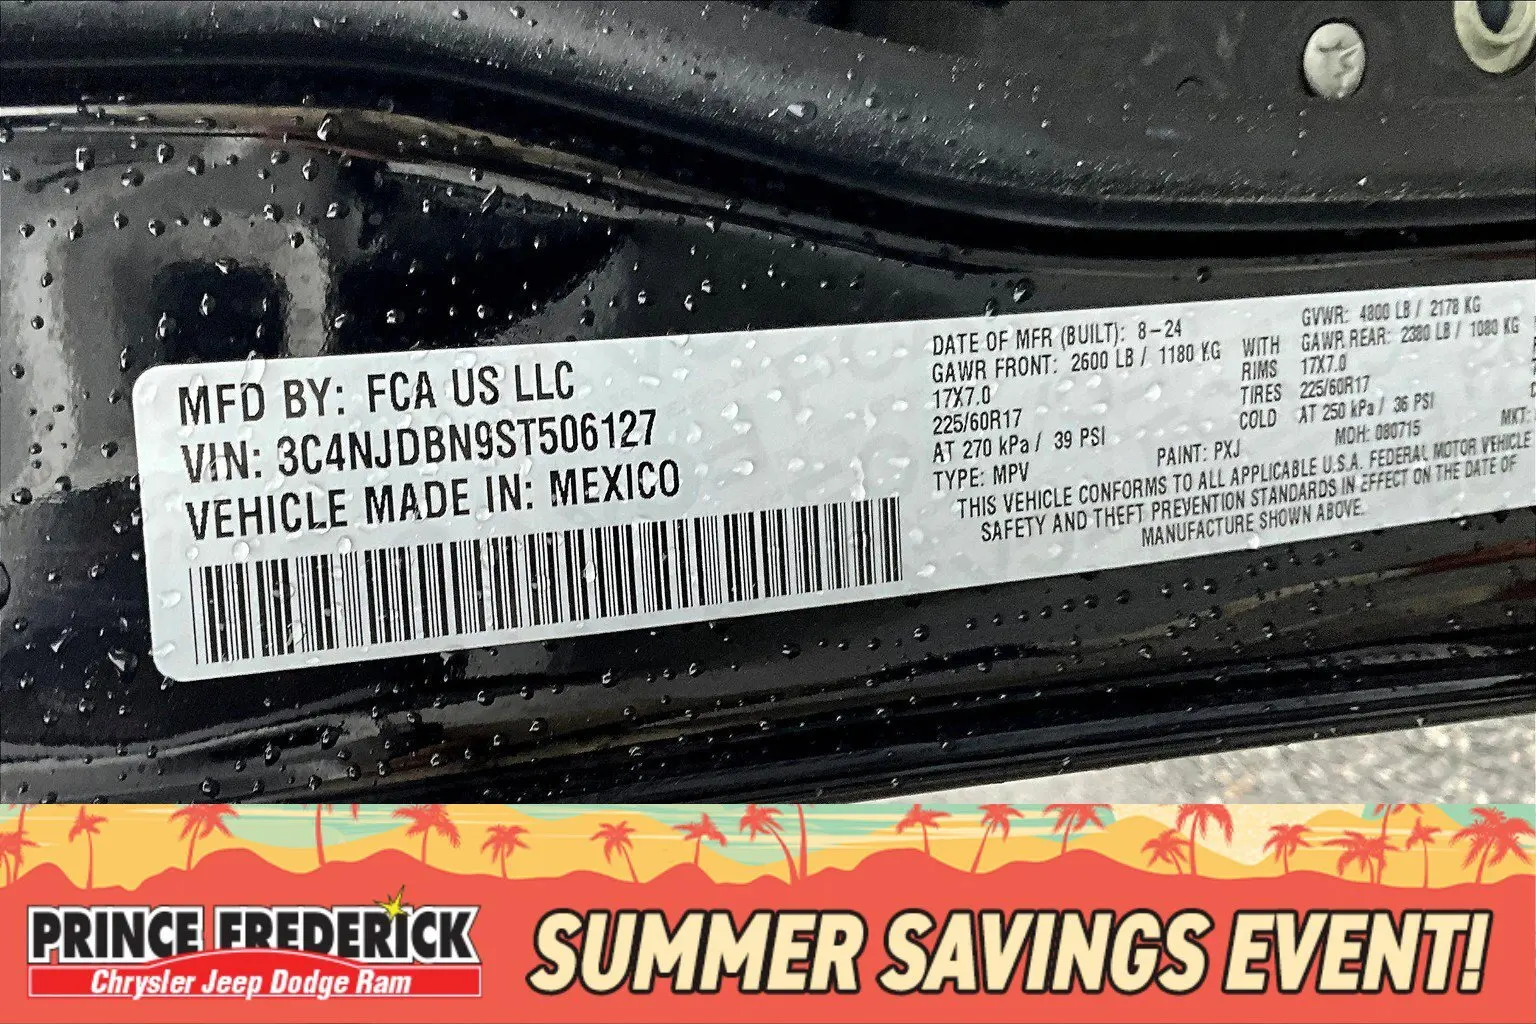 MFD BY: FCA US LLC
VIN: 3C4NJDBN9ST506127
VEHICLE MADE IN: MEXICO
DATE OF MFR (BUILT): 8-24 GVWR: 4800 LB / 2178 KG
GAWR FRONT: 2600 LB / 1180 KG WITH GAWR REAR: 2380 LB / 1080 KG
17X7.0 RIMS 17X7.0
225/60R17 TIRES 225/60R17
AT 270 kPa / 39 PSI COLD AT 250 kPa / 36 PSI
TYPE: MPV PAINT: PXJ MDH: 080715 MKT:
THIS VEHICLE CONFORMS TO ALL APPLICABLE U.S.A. FEDERAL MOTOR VEHICLE
SAFETY AND THEFT PREVENTION STANDARDS IN EFFECT ON THE DATE OF
MANUFACTURE SHOWN ABOVE.
PRINCE FREDERICK
Chrysler Jeep Dodge Ram
SUMMER SAVINGS EVENT!